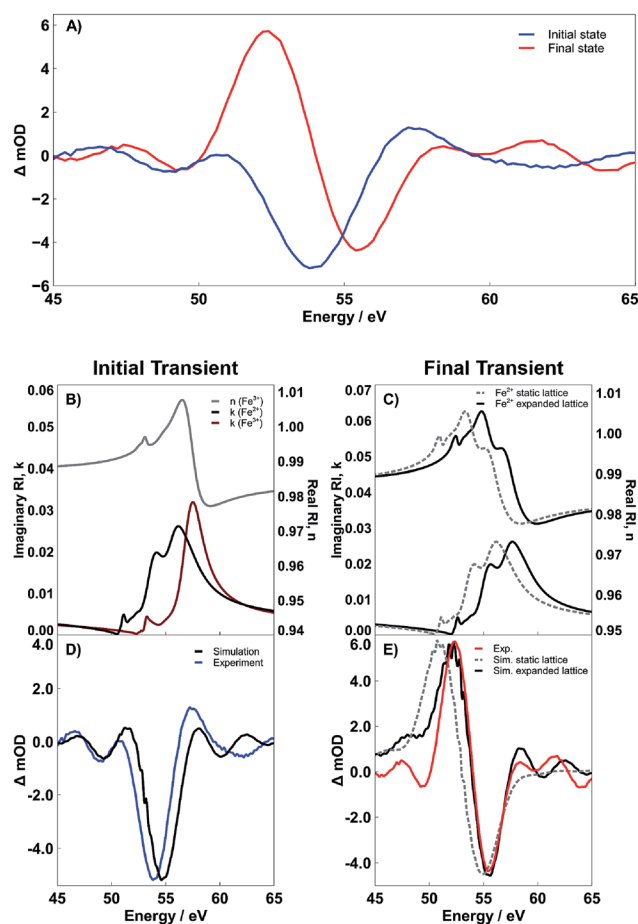 A)
Initial state
Final state
6
4
2
0
-2
-4
-6
Δ mOD
45 50 55 60 65
Energy / eV
Initial Transient
Final Transient
B)
n (Fe³⁺)
k (Fe²⁺)
k (Fe³⁺)
0.06
0.05
0.04
0.03
0.02
0.01
0.00
Imaginary RI, k
1.01
1.00
0.99
0.98
0.97
0.96
0.95
0.94
Real RI, n
C)
Fe²⁺ static lattice
Fe²⁺ expanded lattice
0.07
0.06
0.05
0.04
0.03
0.02
0.01
0.00
Imaginary RI, k
1.01
1.00
0.99
0.98
0.97
0.96
0.95
Real RI, n
D)
Simulation
Experiment
4.0
2.0
0.0
-2.0
-4.0
Δ mOD
45 50 55 60 65
Energy / eV
E)
Exp.
Sim. static lattice
Sim. expanded lattice
6.0
4.0
2.0
0.0
-2.0
-4.0
Δ mOD
45 50 55 60 65
Energy / eV